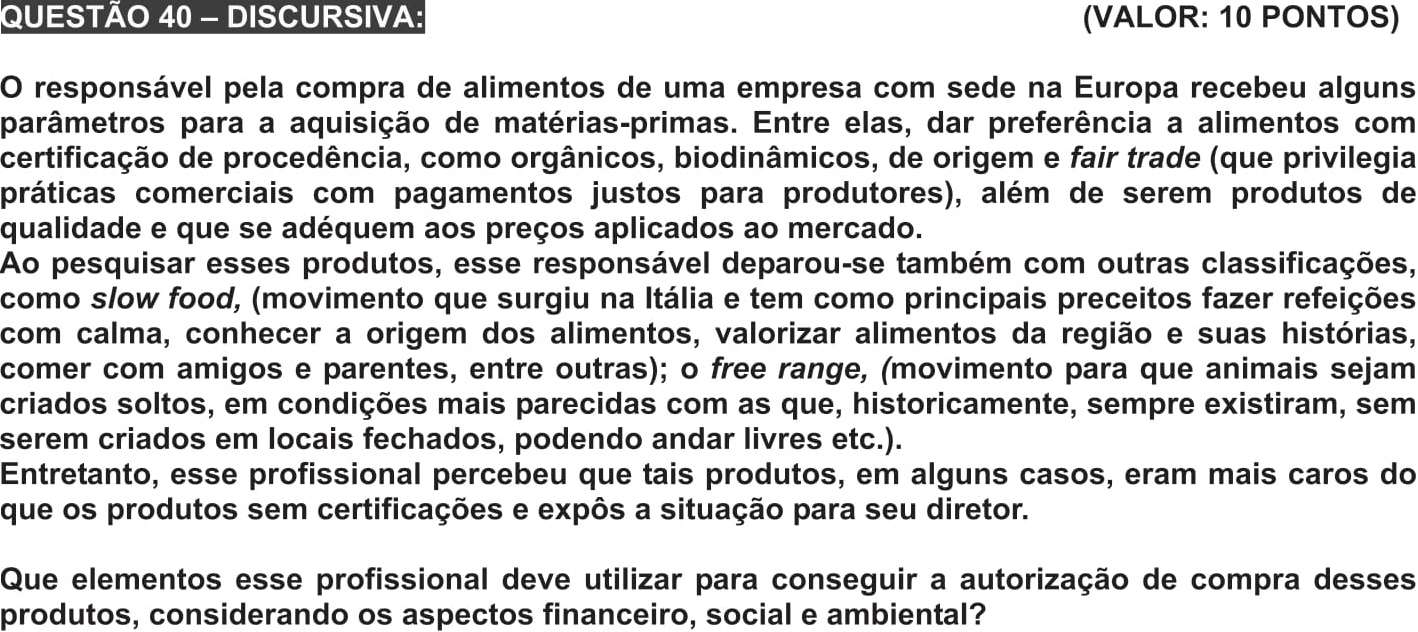 QUESTÃO 40 – DISCURSIVA: (VALOR: 10 PONTOS)
O responsável pela compra de alimentos de uma empresa com sede na Europa recebeu alguns
parâmetros para a aquisição de matérias-primas. Entre elas, dar preferência a alimentos com
certificação de procedência, como orgânicos, biodinâmicos, de origem e fair trade (que privilegia
práticas comerciais com pagamentos justos para produtores), além de serem produtos de
qualidade e que se adéquem aos preços aplicados ao mercado.
Ao pesquisar esses produtos, esse responsável deparou-se também com outras classificações,
como slow food, (movimento que surgiu na Itália e tem como principais preceitos fazer refeições
com calma, conhecer a origem dos alimentos, valorizar alimentos da região e suas histórias,
comer com amigos e parentes, entre outras); o free range, (movimento para que animais sejam
criados soltos, em condições mais parecidas com as que, historicamente, sempre existiram, sem
serem criados em locais fechados, podendo andar livres etc.).
Entretanto, esse profissional percebeu que tais produtos, em alguns casos, eram mais caros do
que os produtos sem certificações e expôs a situação para seu diretor.
Que elementos esse profissional deve utilizar para conseguir a autorização de compra desses
produtos, considerando os aspectos financeiro, social e ambiental?